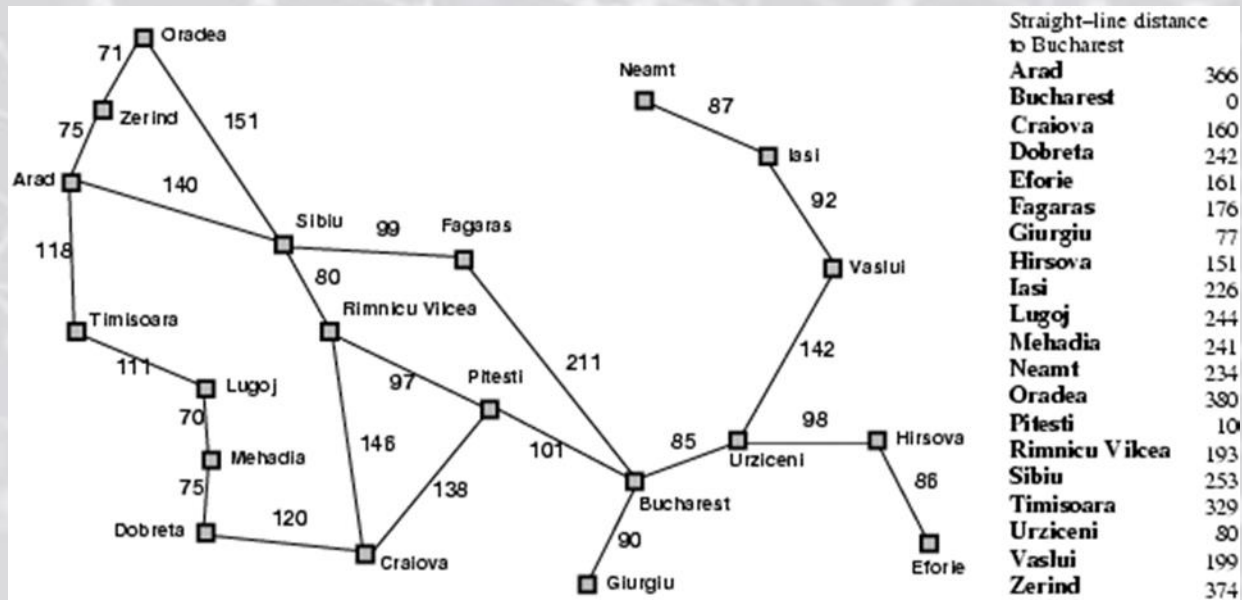 Oradea
71
Neamt
87
Zerind
151
75
Iasi
Arad
140
92
Sibiu
99
Fagaras
118
80
Vaslui
Timisoara
Rimnicu Vilcea
142
111
211
Lugoj
97
Pitesti
70
98
146
85
Hirsova
101
Mehadia
Urziceni
75
138
86
Bucharest
120
Dobreta
90
Craiova
Eforie
Giurgiu
Straight-line distance
to Bucharest
Arad 366
Bucharest 0
Craiova 160
Dobreta 242
Eforie 161
Fagaras 176
Giurgiu 77
Hirsova 151
Iasi 226
Lugoj 244
Mehadia 241
Neamt 234
Oradea 380
Pitesti 10
Rimnicu Vilcea 193
Sibiu 253
Timisoara 329
Urziceni 80
Vaslui 199
Zerind 374